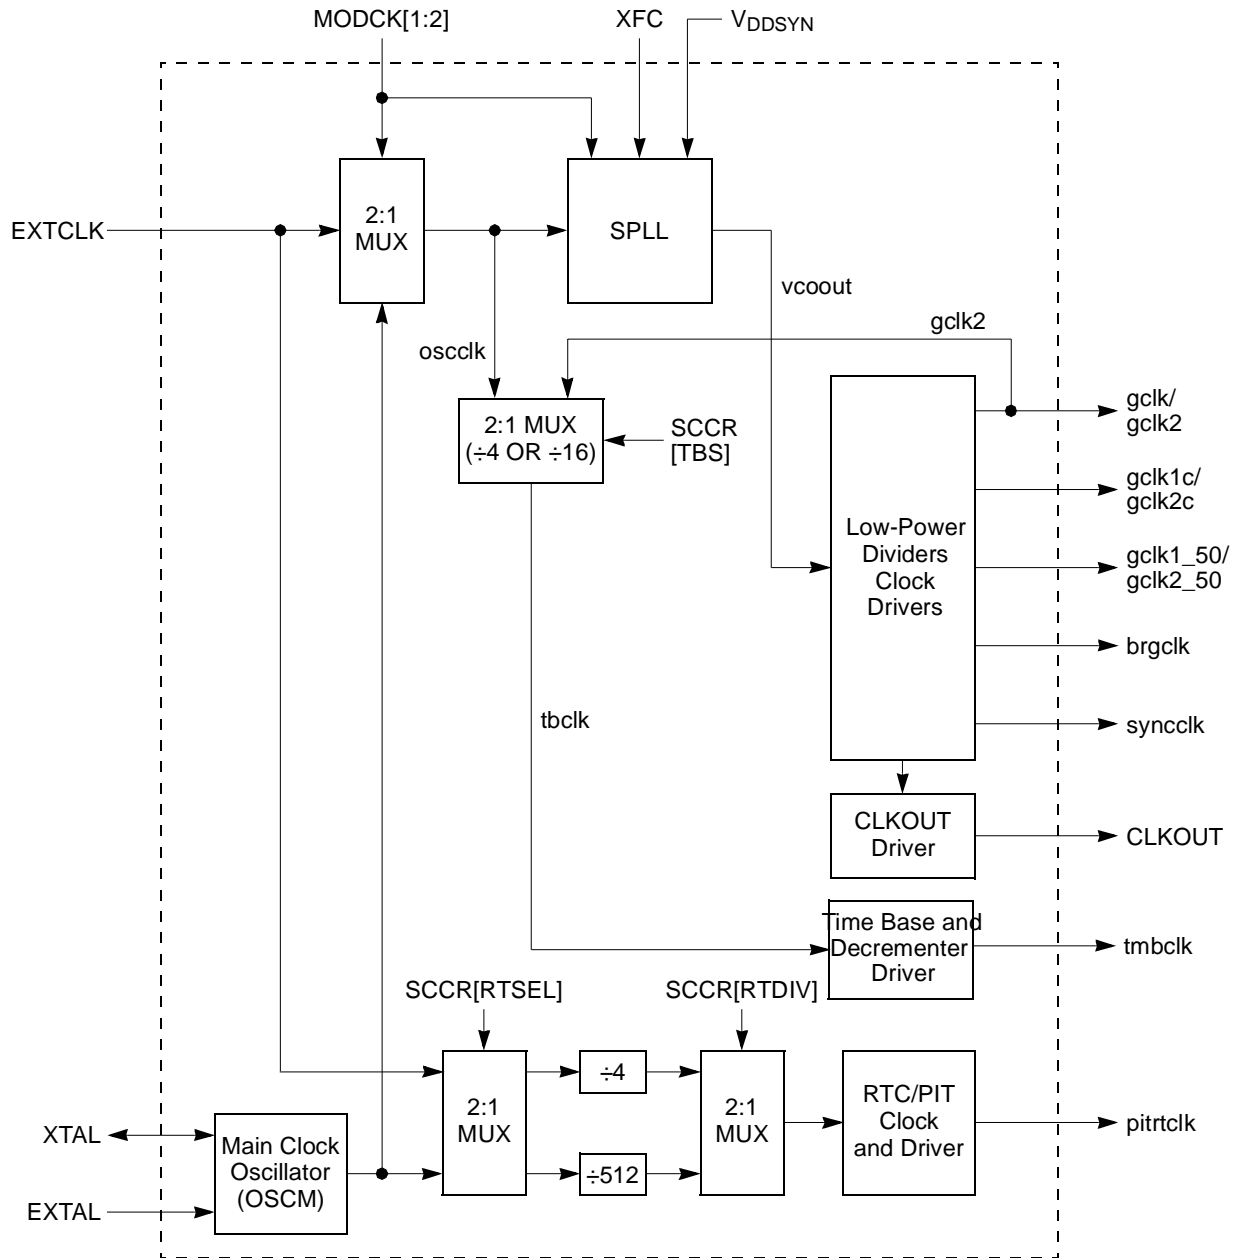 MODCK[1:2]
XFC
VDDSYN
EXTCLK
2:1
MUX
SPLL
vcoout
gclk2
oscclk
2:1 MUX
(÷4 OR ÷16)
SCCR
[TBS]
gclk/
gclk2
gclk1c/
gclk2c
Low-Power
Dividers
Clock
Drivers
gclk1_50/
gclk2_50
brgclk
tbclk
syncclk
CLKOUT
Driver
CLKOUT
Time Base and
Decrementer
Driver
tmbclk
SCCR[RTSEL]
SCCR[RTDIV]
÷4
2:1
MUX
2:1
MUX
RTC/PIT
Clock
and Driver
pitrtclk
÷512
XTAL
Main Clock
Oscillator
(OSCM)
EXTAL